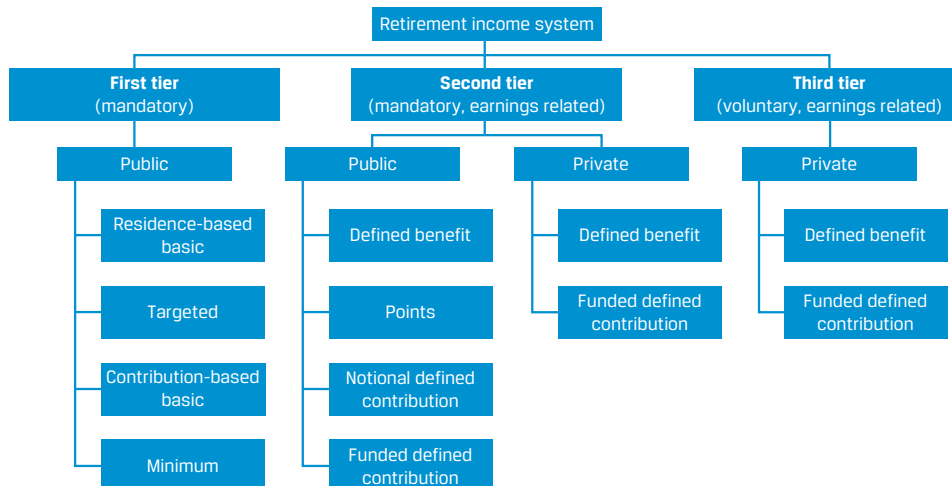 Retirement income system
First tier
(mandatory)
Second tier
(mandatory, earnings related)
Third tier
(voluntary, earnings related)
Public
Public
Private
Private
Residence-based
basic
Defined benefit
Defined benefit
Defined benefit
Targeted
Points
Funded defined
contribution
Funded defined
contribution
Contribution-based
basic
Notional defined
contribution
Minimum
Funded defined
contribution